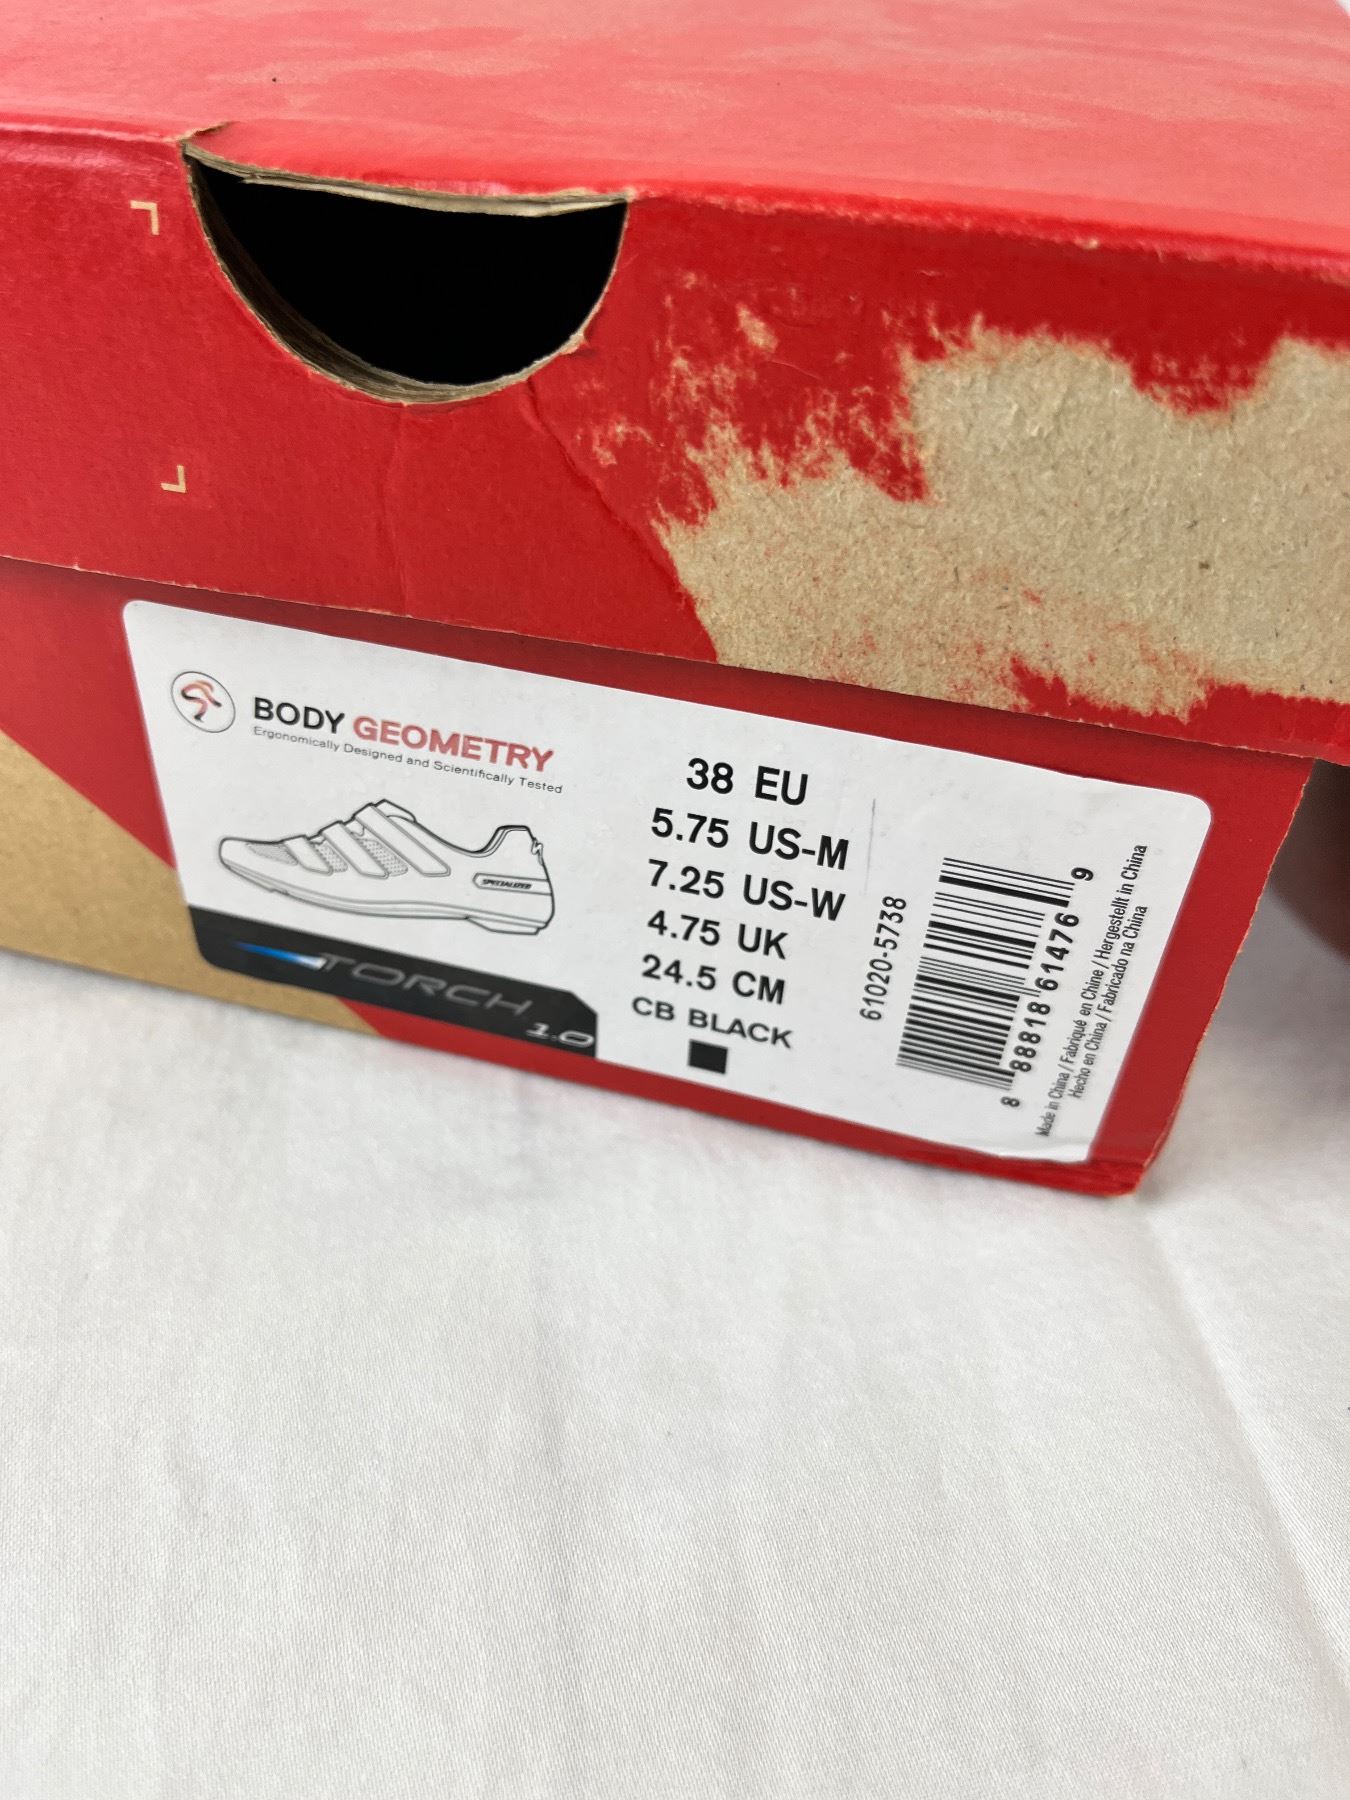 BODY GEOMETRY
Ergonomically Designed and Scientifically Tested
SPECIALIZED
TORCH
1.0
38 EU
5.75 US-M
7.25 US-W
4.75 UK
24.5 CM
CB BLACK
61020-5738
8 88818 61476 9
Made in China / Fabriqué en Chine / Hergestellt in China
Hecho en China / Fabricado na China